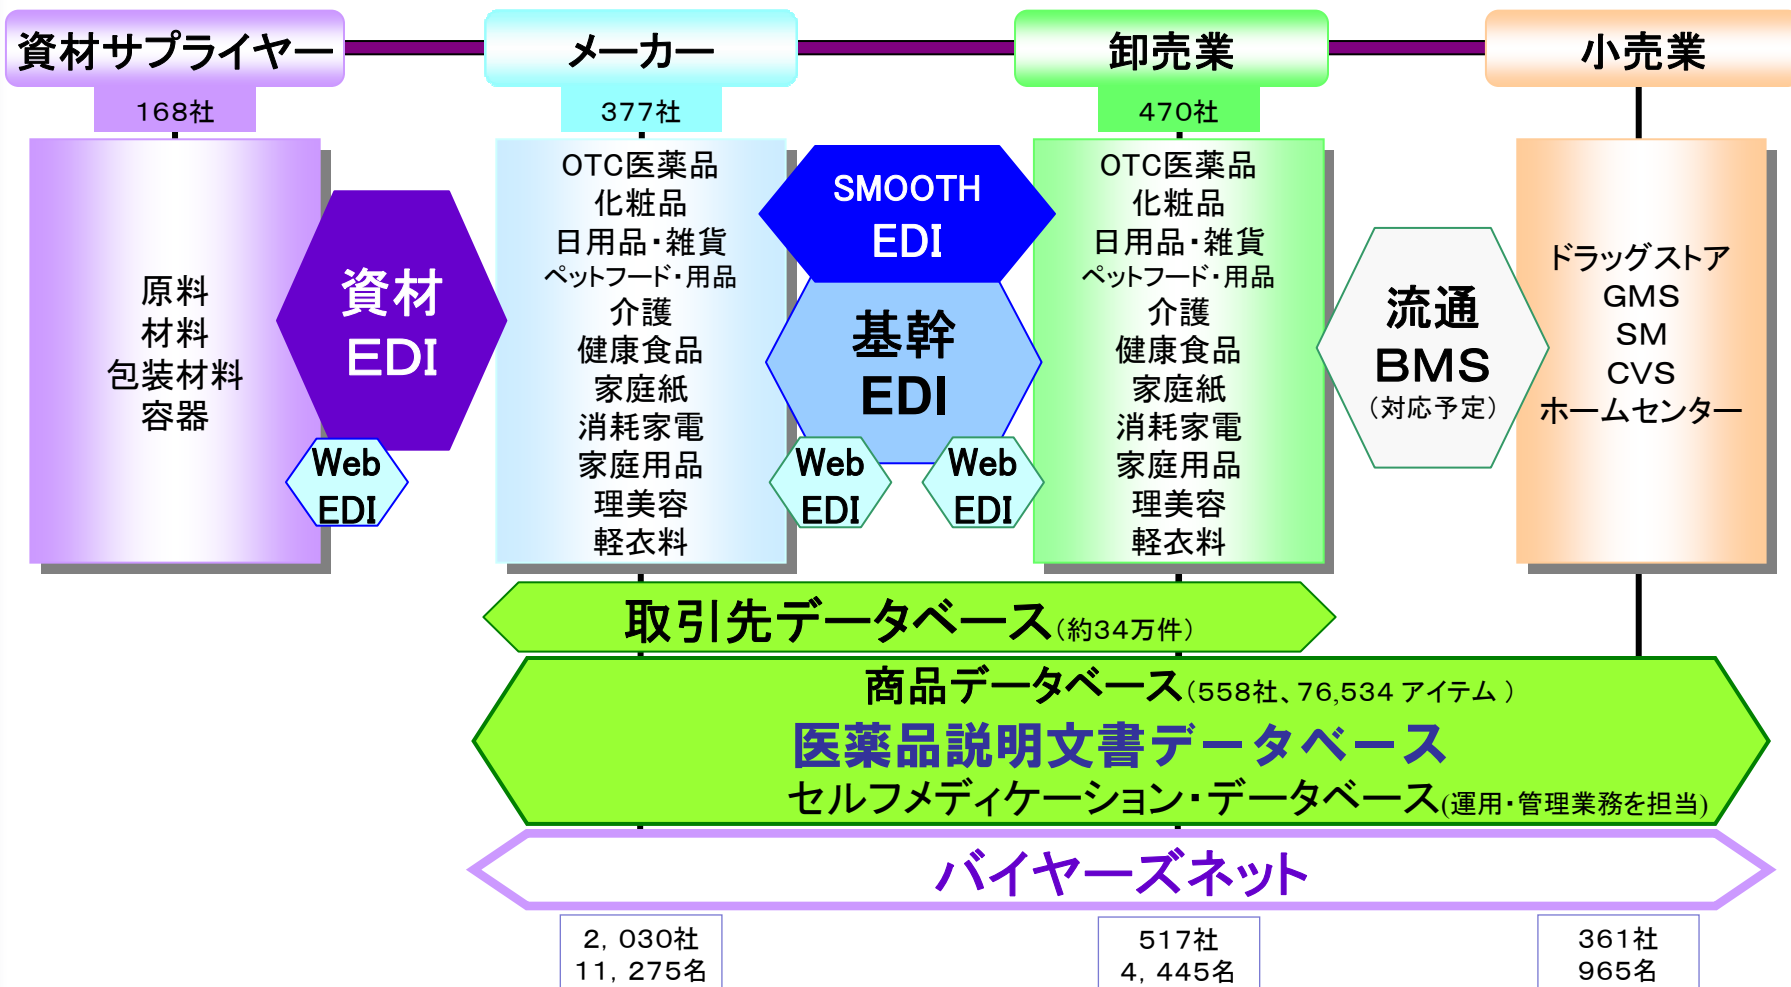 資材サプライヤー
メーカー
卸売業
小売業
168社
377社
470社
原料
材料
包装材料
容器
資材
EDI
Web
EDI
OTC医薬品
化粧品
日用品・雑貨
ペットフード・用品
介護
健康食品
家庭紙
消耗家電
家庭用品
理美容
軽衣料
SMOOTH
EDI
基幹
EDI
Web
EDI
Web
EDI
OTC医薬品
化粧品
日用品・雑貨
ペットフード・用品
介護
健康食品
家庭紙
消耗家電
家庭用品
理美容
軽衣料
流通
BMS
（対応予定）
ドラッグストア
GMS
SM
CVS
ホームセンター
取引先データベース（約34万件）
商品データベース（558社、76,534 アイテム ）
医薬品説明文書データベース
セルフメディケーション・データベース(運用・管理業務を担当)
バイヤーズネット
2, 030社
11, 275名
517社
4, 445名
361社
965名